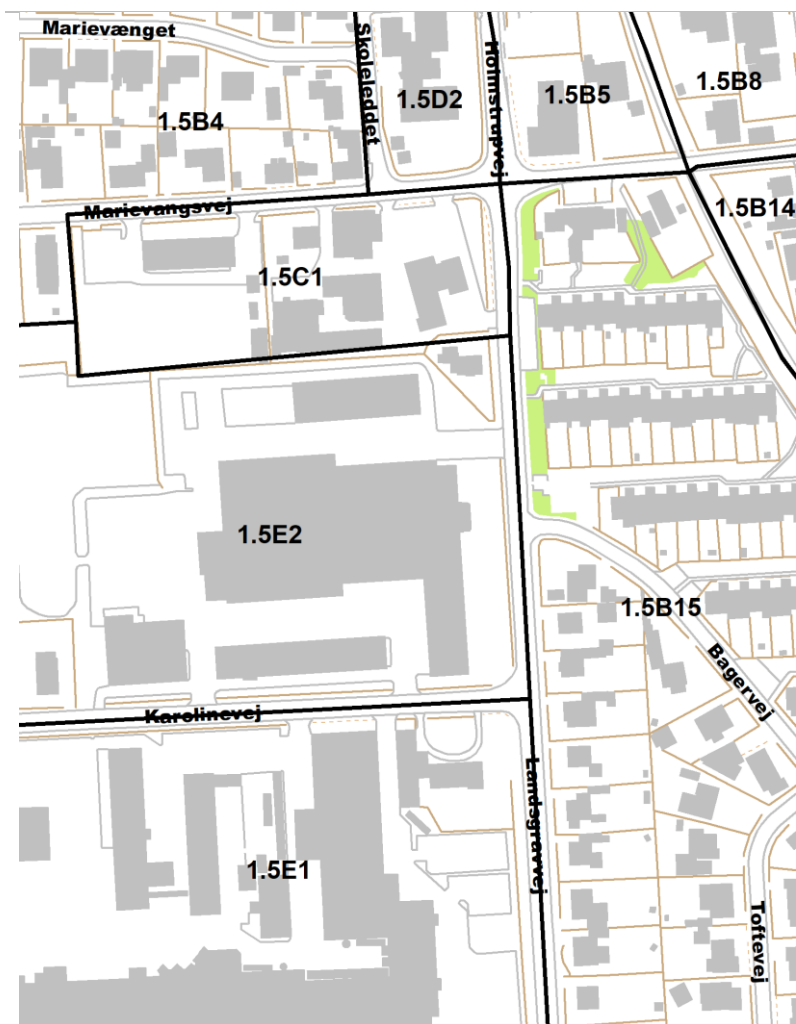 Marievænget
Skoleleddet
Holmstrupvej
1.5B8
1.5D2
1.5B5
1.5B4
Marievangsvej
1.5B14
1.5C1
1.5E2
1.5B15
Bagervej
Karolinevej
Landsgravvej
1.5E1
Toftevej